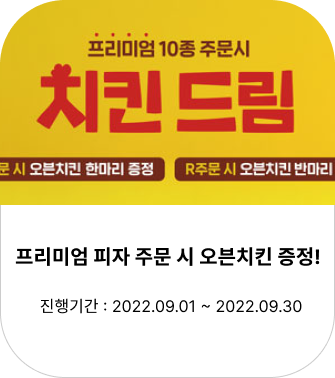 프리미엄 10종 주문시
치킨 드림
문 시 오븐치킨 한마리 증정
R주문 시 오븐치킨 반마리
프리미엄 피자 주문 시 오븐치킨 증정!
진행기간 : 2022.09.01 ~ 2022.09.30